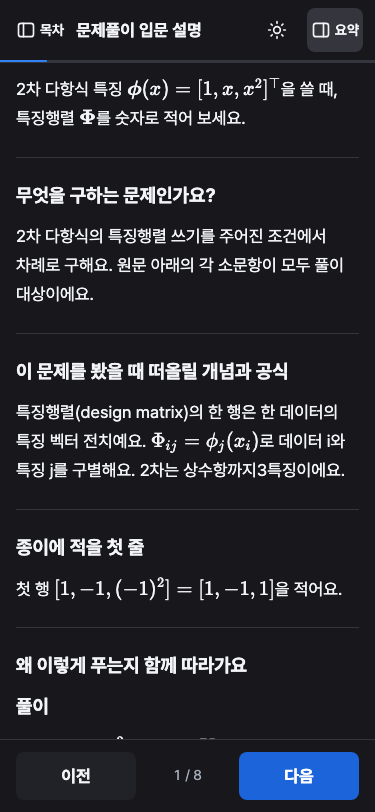 목차 문제풀이 입문 설명 요약
2차 다항식 특징 ϕ(x) = [1, x, x²]⊤을 쓸 때,
특징행렬 Φ를 숫자로 적어 보세요.
무엇을 구하는 문제인가요?
2차 다항식의 특징행렬 쓰기를 주어진 조건에서
차례로 구해요. 원문 아래의 각 소문항이 모두 풀이
대상이에요.
이 문제를 봤을 때 떠올릴 개념과 공식
특징행렬(design matrix)의 한 행은 한 데이터의
특징 벡터 전치예요. Φij = ϕj(xi)로 데이터 i와
특징 j를 구별해요. 2차는 상수항까지3특징이에요.
종이에 적을 첫 줄
첫 행 [1, −1, (−1)²] = [1, −1, 1]을 적어요.
왜 이렇게 푸는지 함께 따라가요
풀이
이전 1 / 8 다음